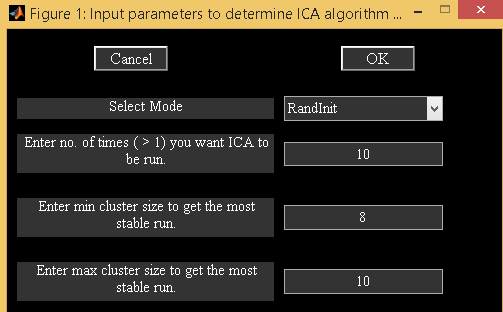 Figure 1: Input parameters to determine ICA algorithm ...
Cancel
OK
Select Mode
RandInit
Enter no. of times ( > 1) you want ICA to
be run.
10
Enter min cluster size to get the most
stable run.
8
Enter max cluster size to get the most
stable run.
10